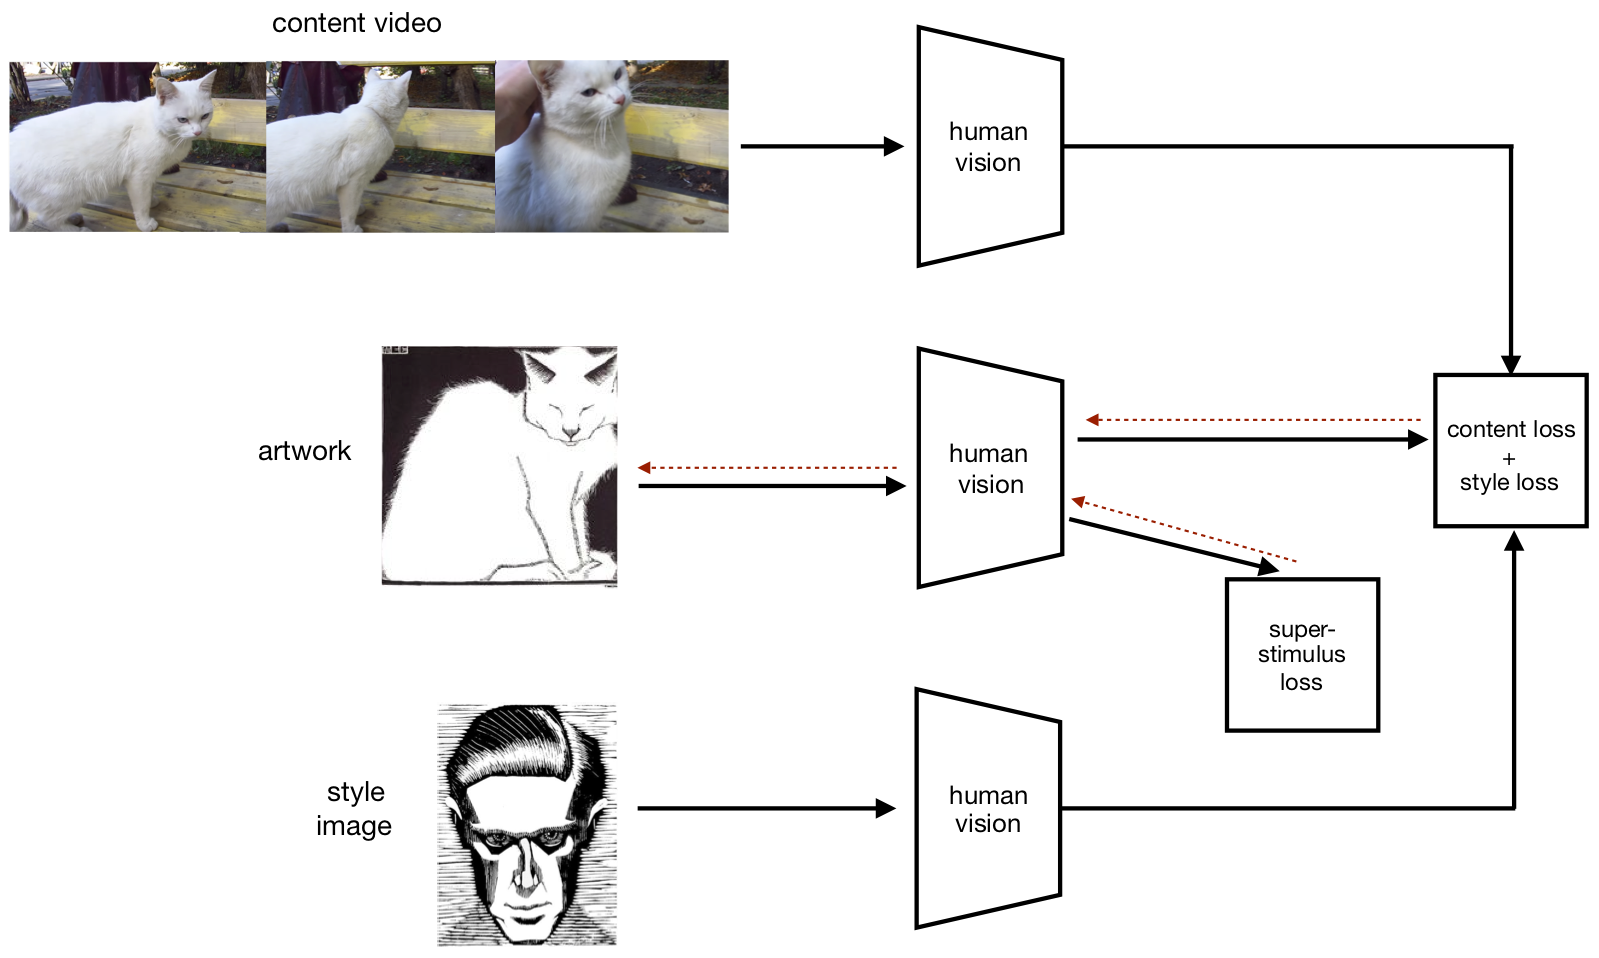 content video
human
vision
artwork
human
vision
content loss
+
style loss
super-
stimulus
loss
style
image
human
vision